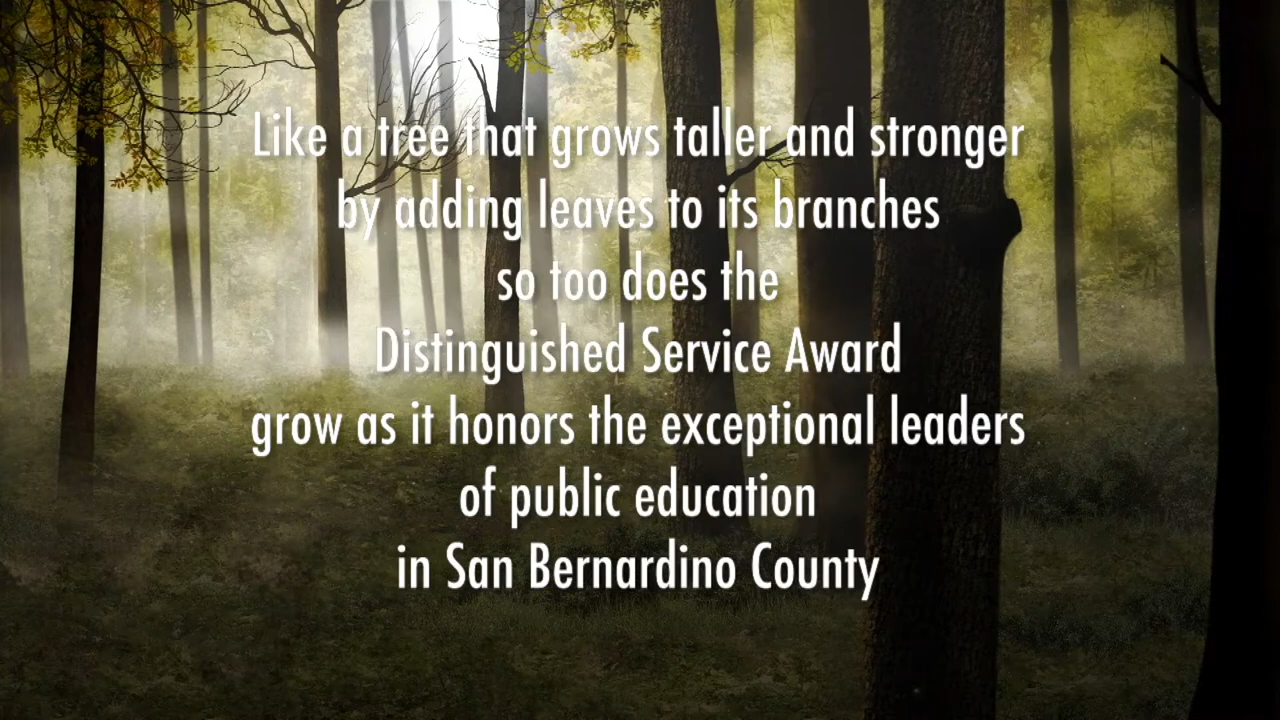 Like a tree that grows taller and stronger
by adding leaves to its branches
so too does the
Distinguished Service Award
grow as it honors the exceptional leaders
of public education
in San Bernardino County